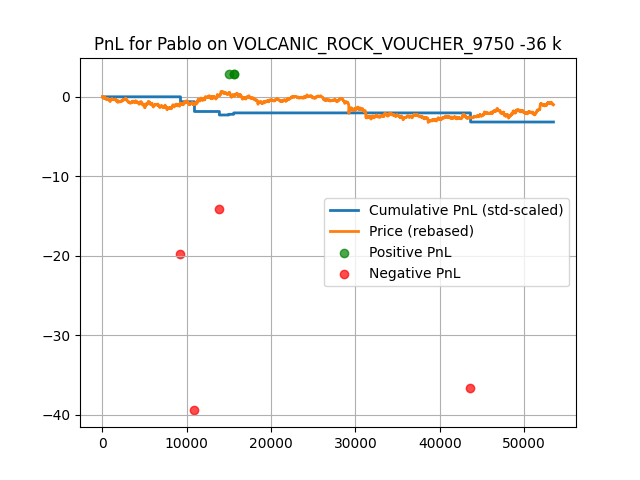 PnL for Pablo on VOLCANIC_ROCK_VOUCHER_9750 -36 k
0
−10
−20
−30
−40
Cumulative PnL (std-scaled)
Price (rebased)
Positive PnL
Negative PnL
0 10000 20000 30000 40000 50000